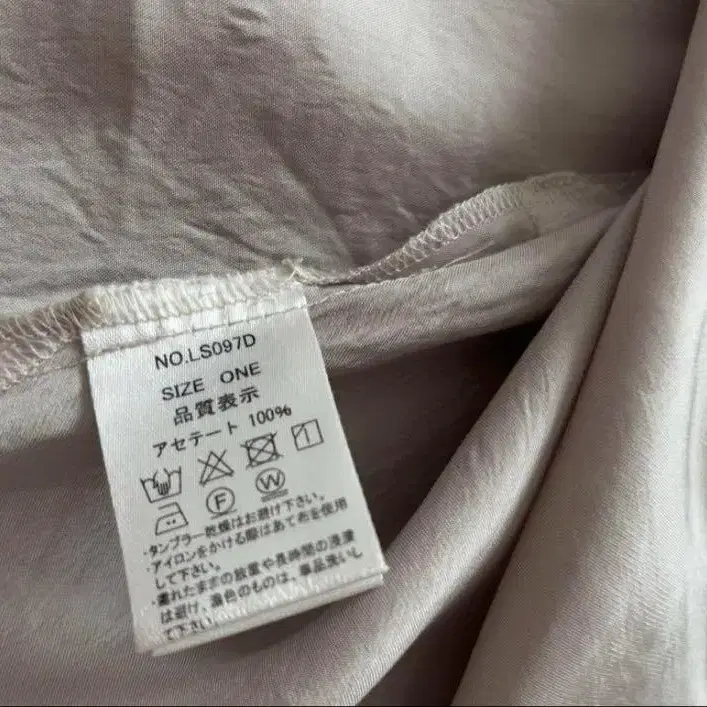 NO.LS097D
SIZE ONE
品質表示
アセテート 100%
F W
・タンブラー乾燥はお避け下さい。
・アイロンをかける際はあて布を使用
して下さい。
・濡れたままの放置や長時間の浸漬
は避け、濃色のものは、単品洗いし
て下さい。